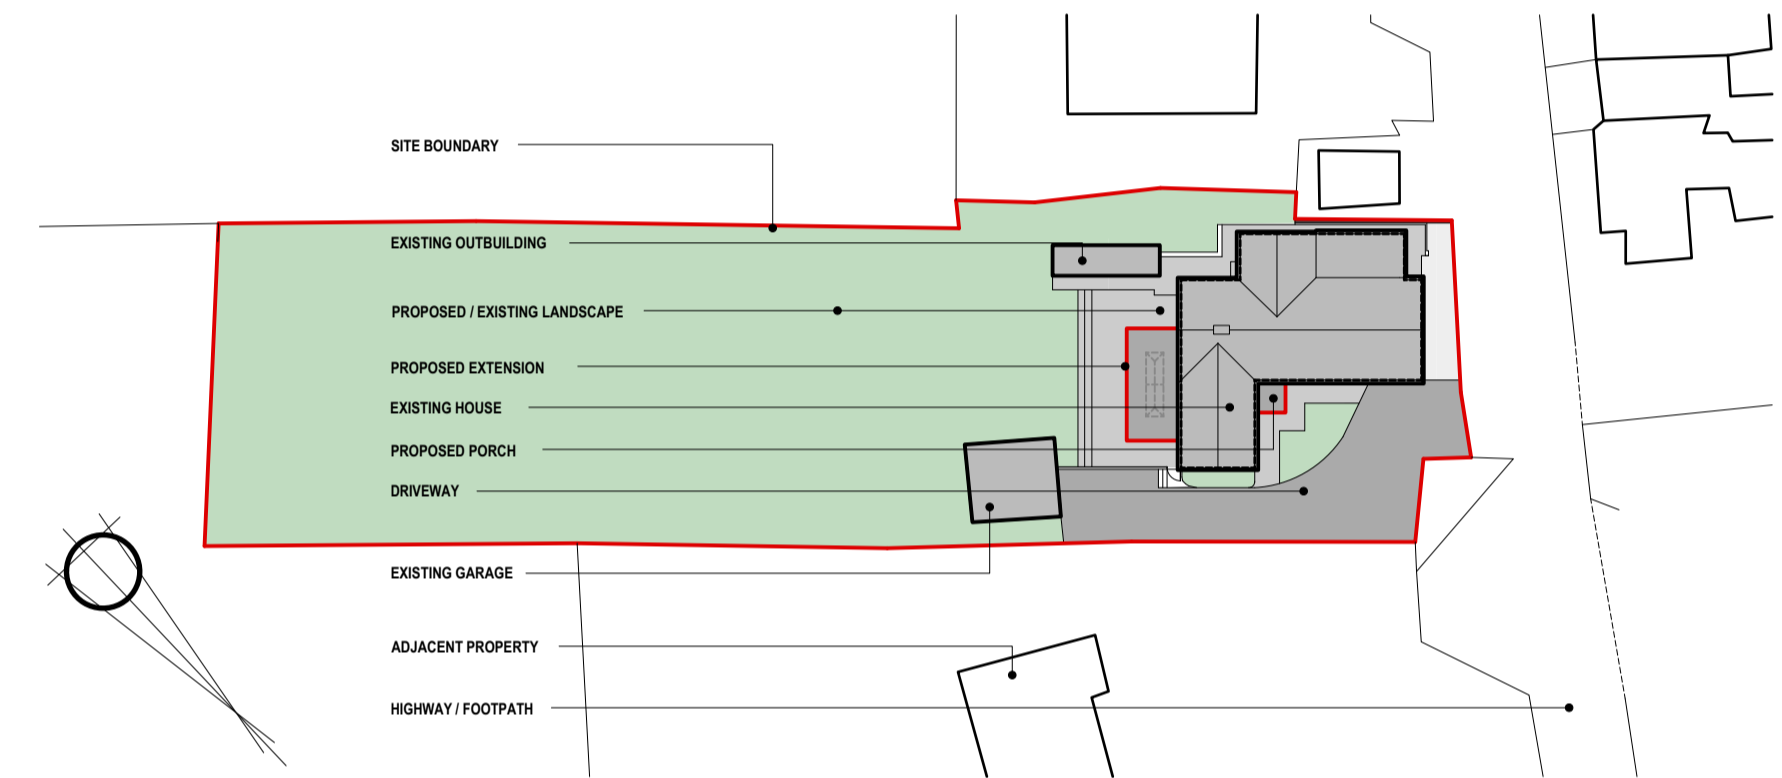 SITE BOUNDARY
EXISTING OUTBUILDING
PROPOSED / EXISTING LANDSCAPE
PROPOSED EXTENSION
EXISTING HOUSE
PROPOSED PORCH
DRIVEWAY
EXISTING GARAGE
ADJACENT PROPERTY
HIGHWAY / FOOTPATH